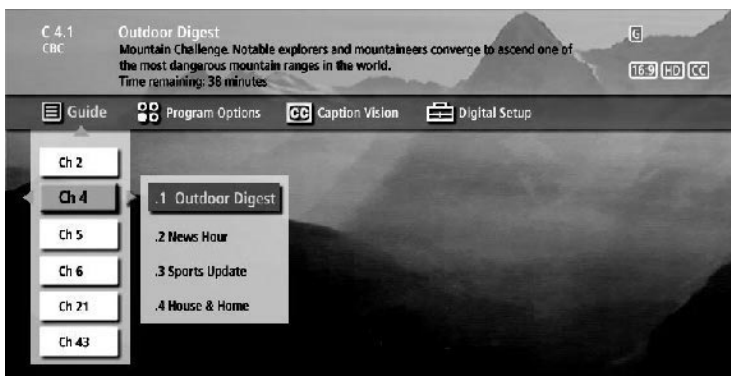 C 4.1
CBC
Outdoor Digest
Mountain Challenge. Notable explorers and mountaineers converge to ascend one of
the most dangarous mountain ranges in the world.
Time remaining: 38 minutes
G
16:9 HD CC
Guide
Program Options
CC Caption Vision
Digital Setup
Ch 2
Ch 4
Ch 5
Ch 6
Ch 21
Ch 43
.1 Outdoor Digest
.2 News Hour
.3 Sports Update
.4 House & Home